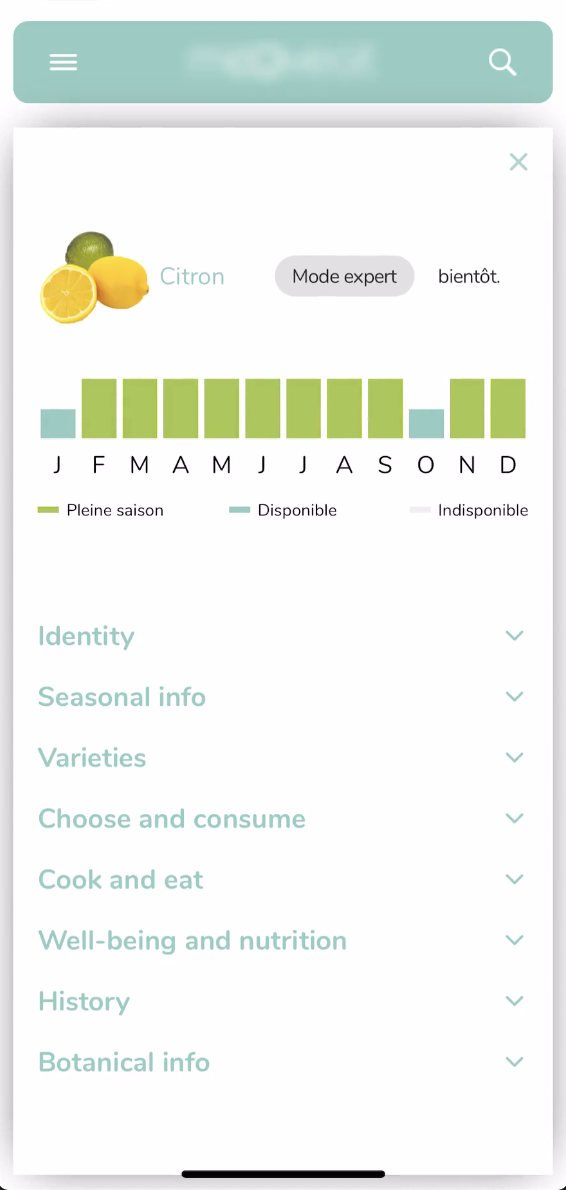 Citron Mode expert bientôt.
J F M A M J J A S O N D
Pleine saison Disponible Indisponible
Identity
Seasonal info
Varieties
Choose and consume
Cook and eat
Well-being and nutrition
History
Botanical info